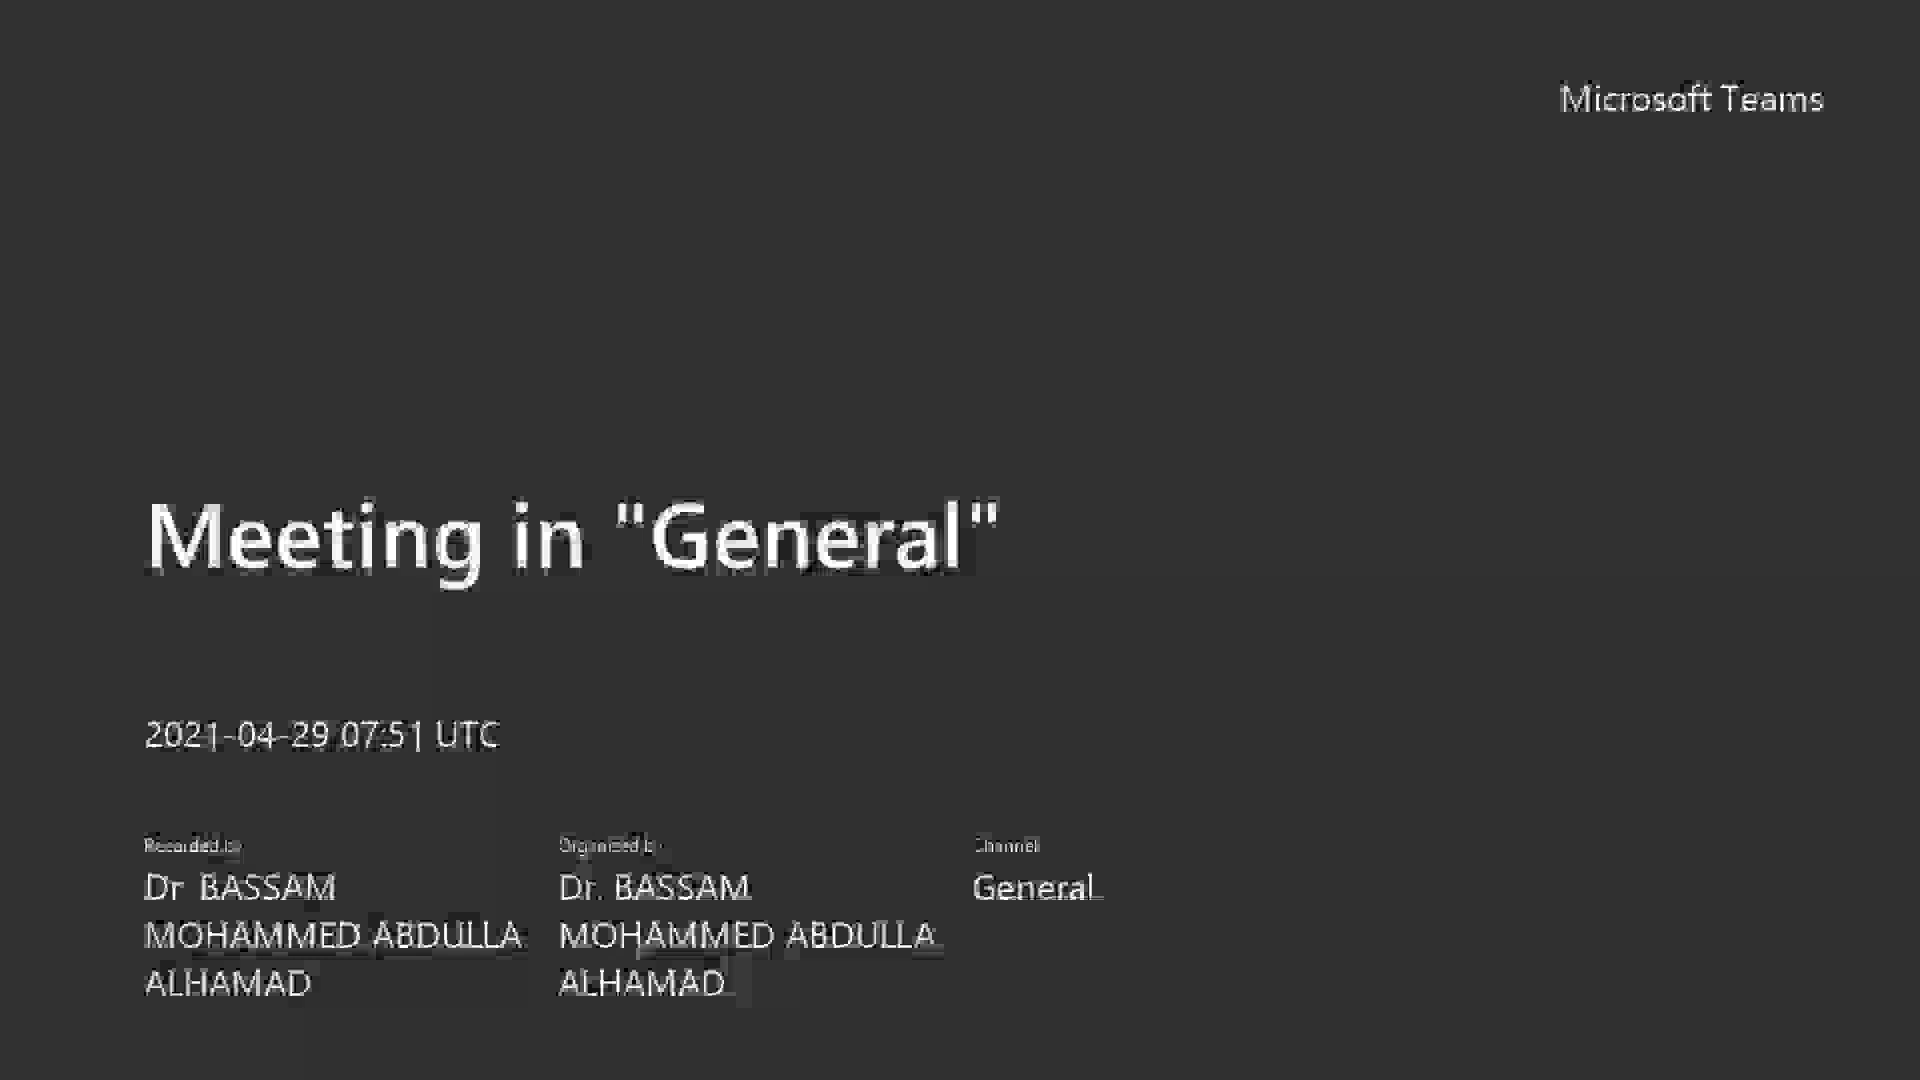 Microsoft Teams
Meeting in "General"
2021-04-29 07:51 UTC
Recorded by
Organized by
Channel
Dr. BASSAM
MOHAMMED ABDULLA
ALHAMAD
Dr. BASSAM
MOHAMMED ABDULLA
ALHAMAD
General